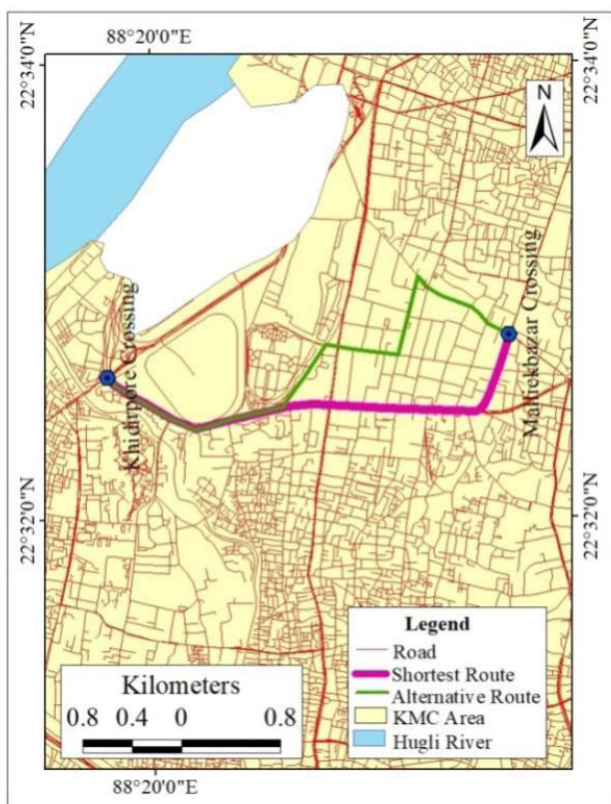 88°20'0"E
22°34'0"N
22°34'0"N
N
Khidirpore Crossing
Mallickbazar Crossing
22°32'0"N
22°32'0"N
Legend
Road
Shortest Route
Alternative Route
KMC Area
Hugli River
Kilometers
0.8 0.4 0 0.8
88°20'0"E